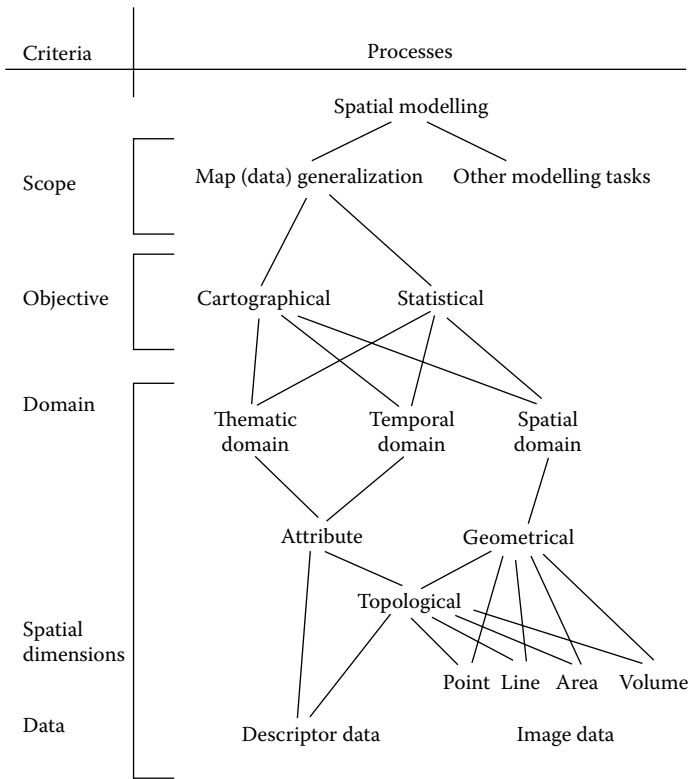 Criteria
Processes
Spatial modelling
Scope
Map (data) generalization
Other modelling tasks
Objective
Cartographical
Statistical
Domain
Thematic
domain
Temporal
domain
Spatial
domain
Attribute
Geometrical
Topological
Spatial
dimensions
Point
Line
Area
Volume
Data
Descriptor data
Image data